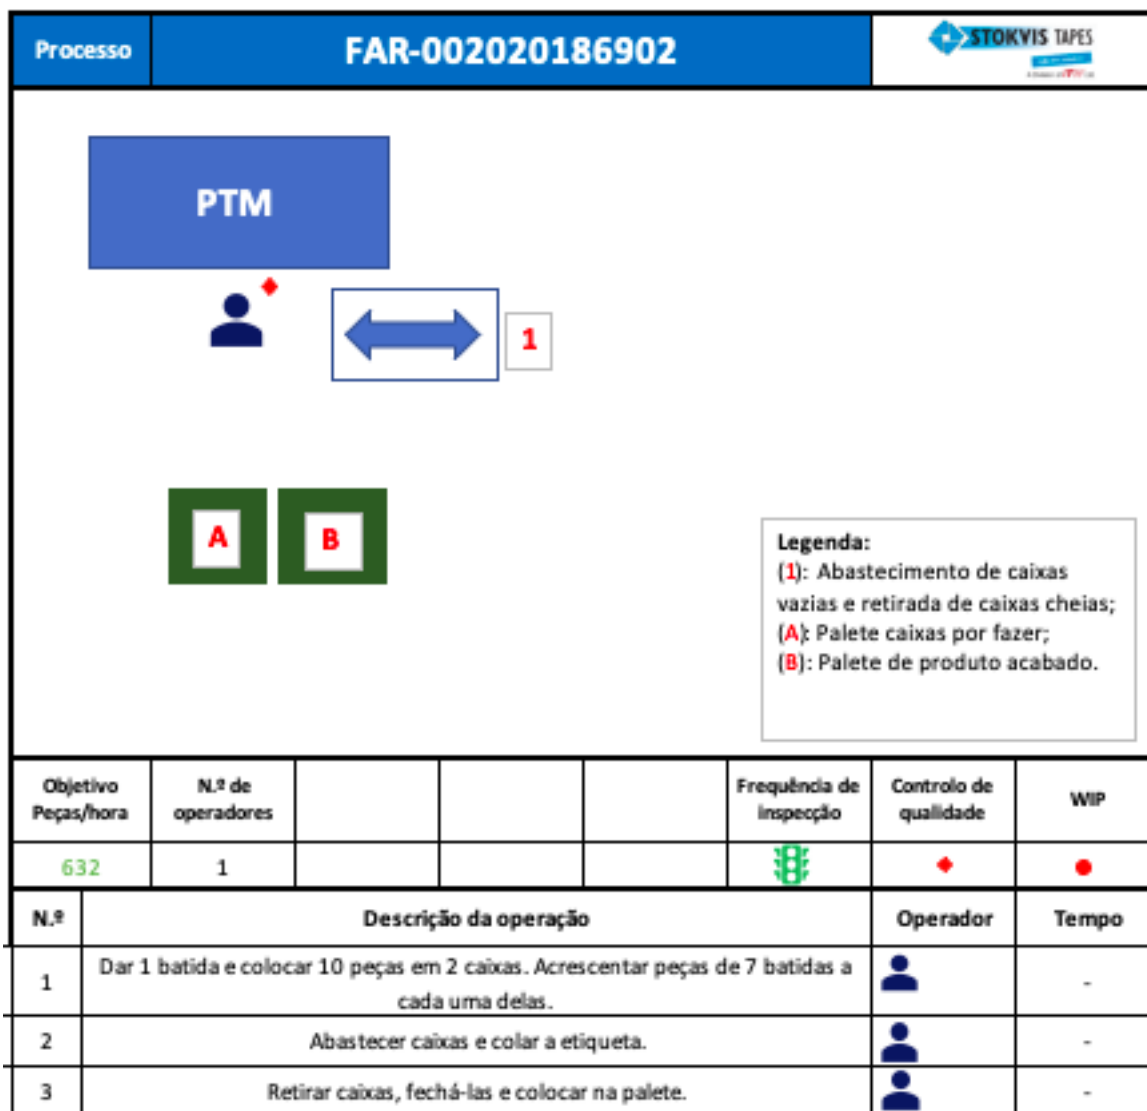 Processo
FAR-002020186902
STOKVIS TAPES
PTM
1
A
B
Legenda:
(1): Abastecimento de caixas
vazias e retirada de caixas cheias;
(A): Palete caixas por fazer;
(B): Palete de produto acabado.
Objetivo
Peças/hora
N.º de
operadores
Frequência de
inspecção
Controlo de
qualidade
WIP
632
1
N.º
Descrição da operação
Operador
Tempo
1
Dar 1 batida e colocar 10 peças em 2 caixas. Acrescentar peças de 7 batidas a
cada uma delas.
-
2
Abastecer caixas e colar a etiqueta.
-
3
Retirar caixas, fechá-las e colocar na palete.
-